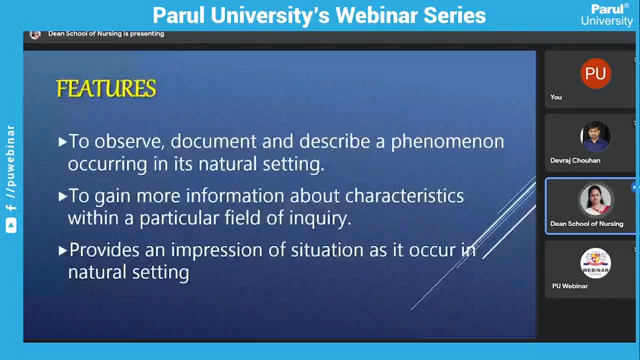 Parul University's Webinar Series
Parul®
University
Dean School of Nursing is presenting
FEATURES
To observe, document and describe a phenomenon
occurring in its natural setting.
To gain more information about characteristics
within a particular field of inquiry.
Provides an impression of situation as it occur in
natural setting
PU
You
Devraj Chouhan
Dean School of Nursing
WEBINAR
PU Webinar
/puwebinar